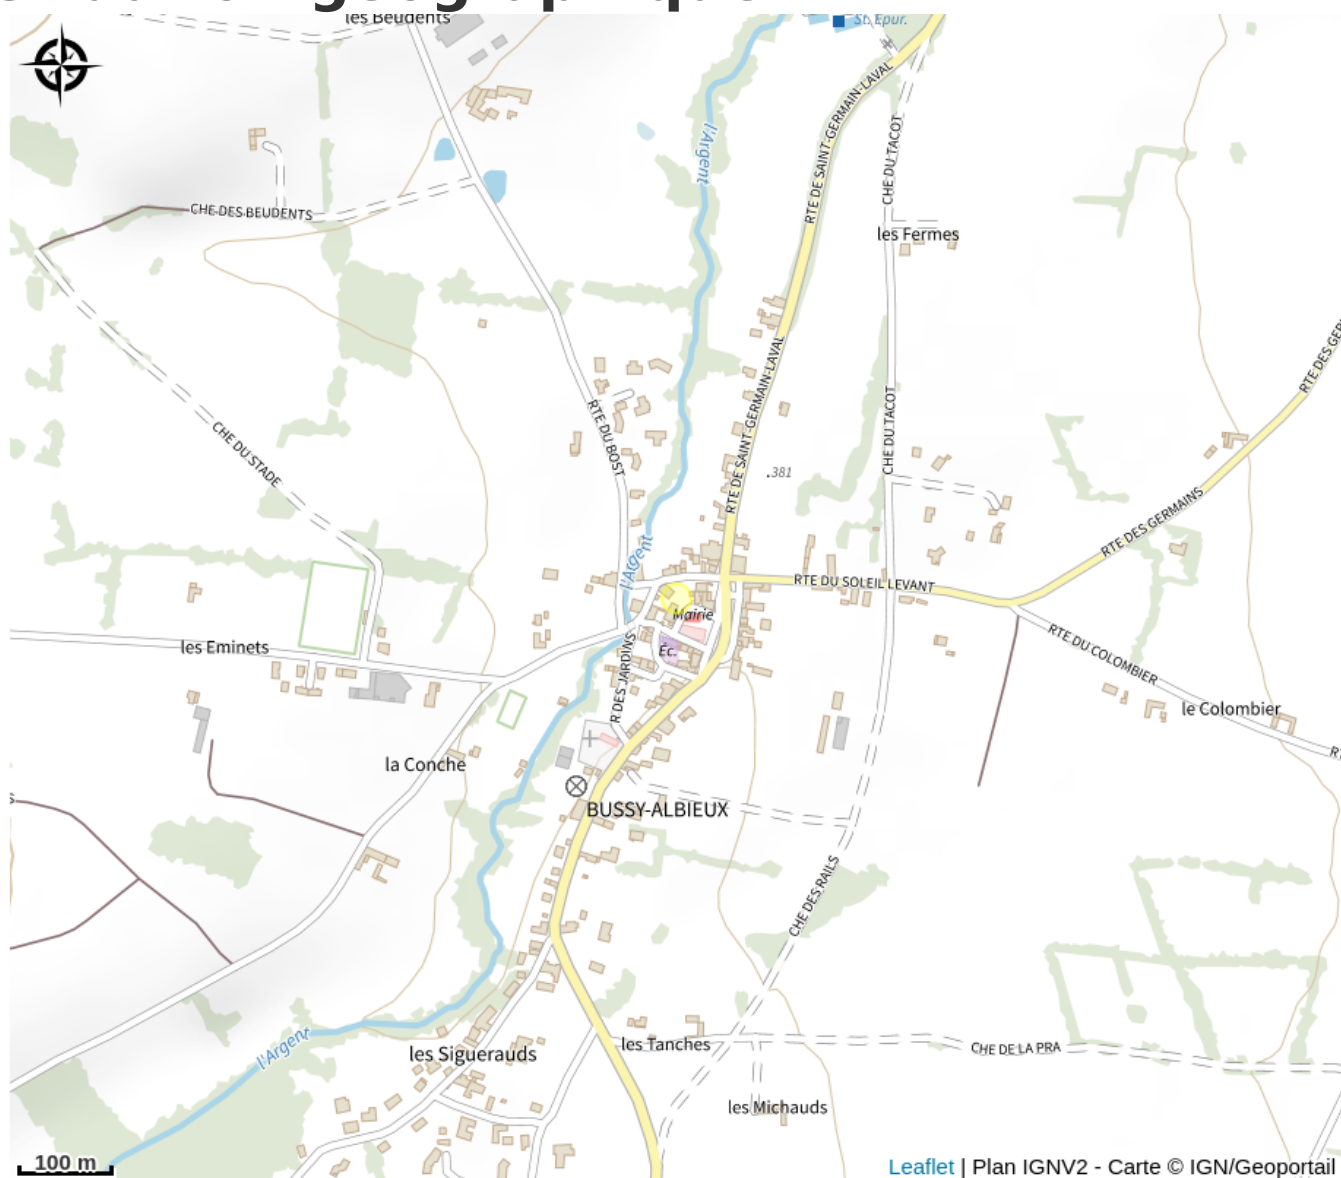 les Beudents
St. Epur.
RTE DE SAINT-GERMAIN-LAVAL
l'Argent
CHE DU TACOT
CHE DES BEUDENTS
les Fermes
RTE DES GER
RTE DE SAINT-GERMAIN-LAVAL
CHE DU TACOT
RTE DU BOST
CHE DU STADE
.381
RTE DES GERMAINS
l'Argent
RTE DU SOLEIL LEVANT
Mairie
les Eminets
Éc.
R DES JARDINS
RTE DU COLOMBIER
le Colombier
la Conche
BUSSY-ALBIEUX
CHE DES RAILS
l'Argent
les Siguerauds
les Tanches
CHE DE LA PRA
les Michauds
100 m
Leaflet | Plan IGNV2 - Carte © IGN/Geoportail